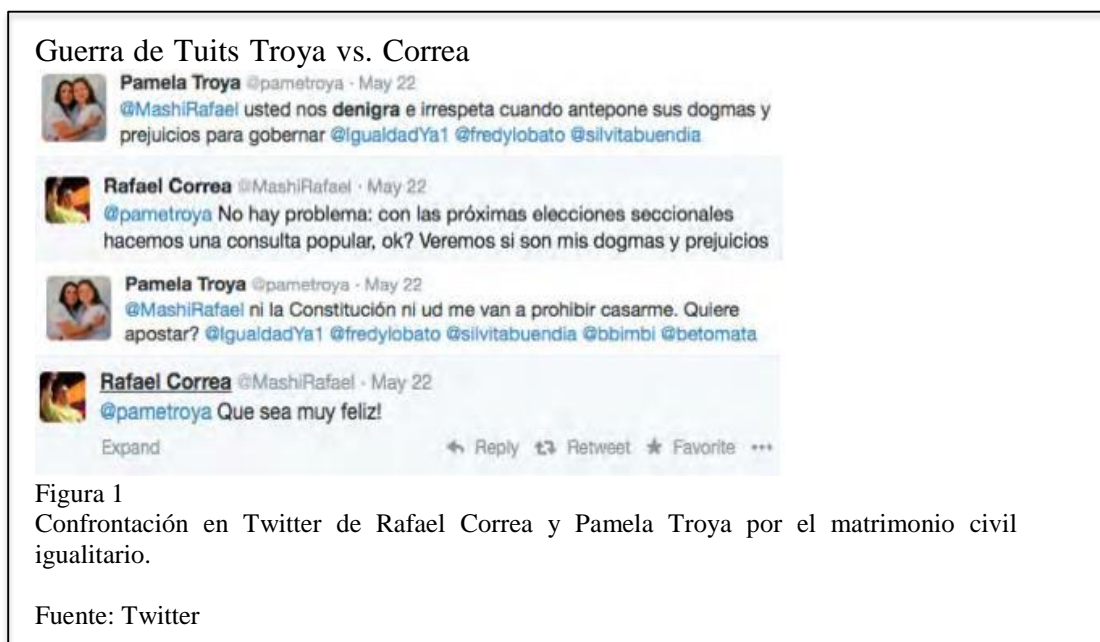 Guerra de Tuits Troya vs. Correa
Pamela Troya @pametroya · May 22
@MashiRafael usted nos denigra e irrespeta cuando antepone sus dogmas y
prejuicios para gobernar @IgualdadYa1 @fredylobato @silvitabuendia
Rafael Correa @MashiRafael · May 22
@pametroya No hay problema: con las próximas elecciones seccionales
hacemos una consulta popular, ok? Veremos si son mis dogmas y prejuicios
Pamela Troya @pametroya · May 22
@MashiRafael ni la Constitución ni ud me van a prohibir casarme. Quiere
apostar? @IgualdadYa1 @fredylobato @silvitabuendia @bbimbi @betomata
Rafael Correa @MashiRafael · May 22
@pametroya Que sea muy feliz!
Expand Reply Retweet Favorite
Figura 1
Confrontación en Twitter de Rafael Correa y Pamela Troya por el matrimonio civil
igualitario.
Fuente: Twitter